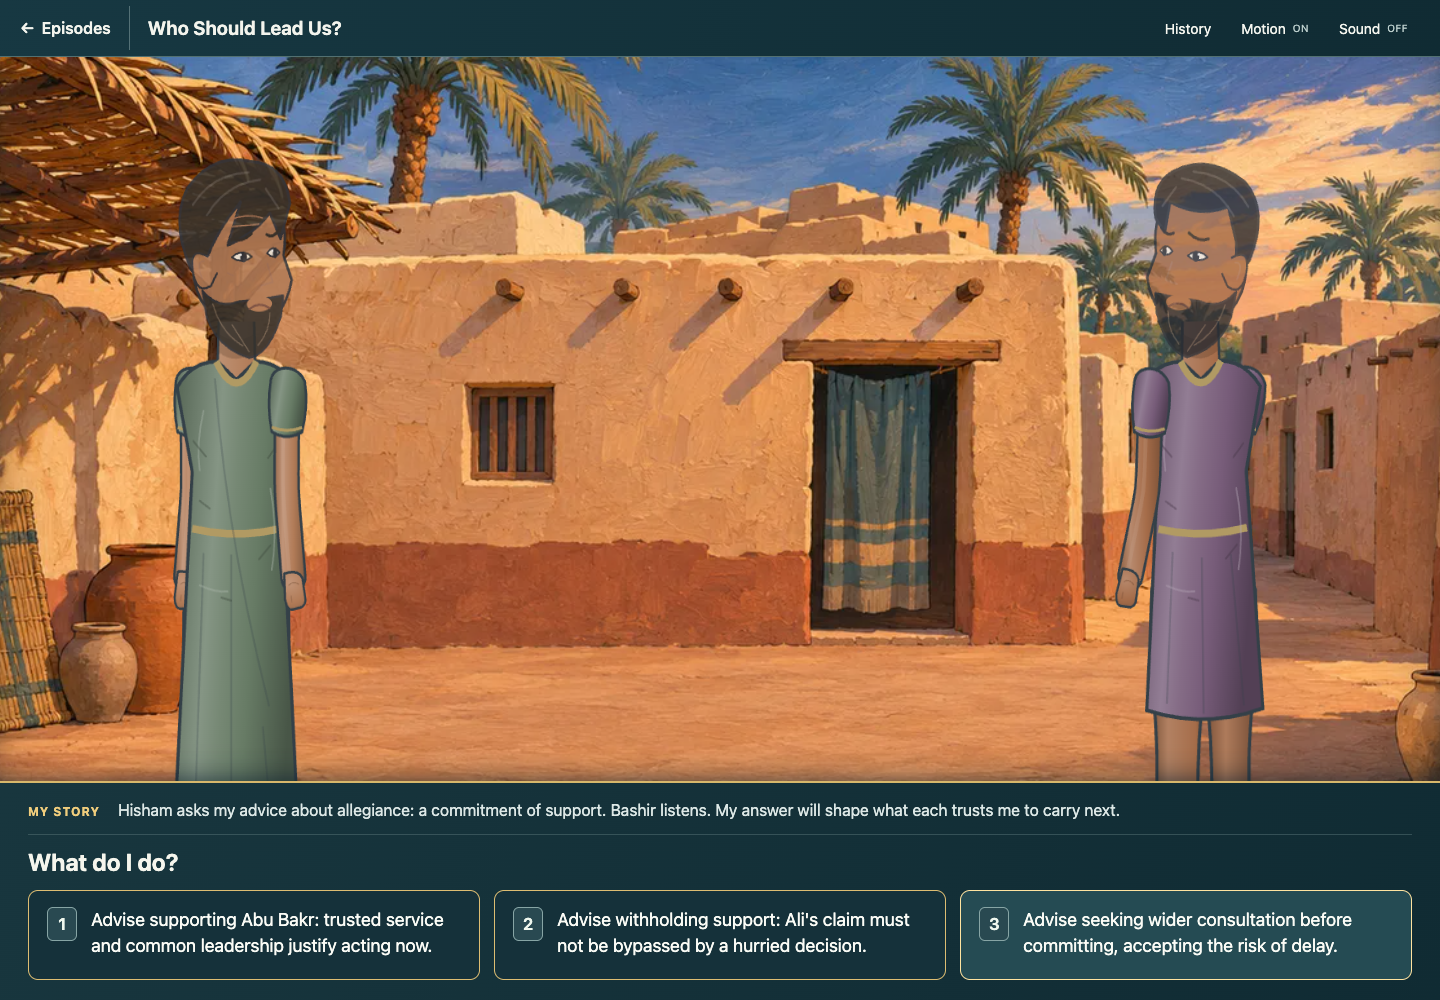 ← Episodes
Who Should Lead Us?
History
Motion ON
Sound OFF
MY STORY Hisham asks my advice about allegiance: a commitment of support. Bashir listens. My answer will shape what each trusts me to carry next.
What do I do?
1 Advise supporting Abu Bakr: trusted service
and common leadership justify acting now.
2 Advise withholding support: Ali's claim must
not be bypassed by a hurried decision.
3 Advise seeking wider consultation before
committing, accepting the risk of delay.